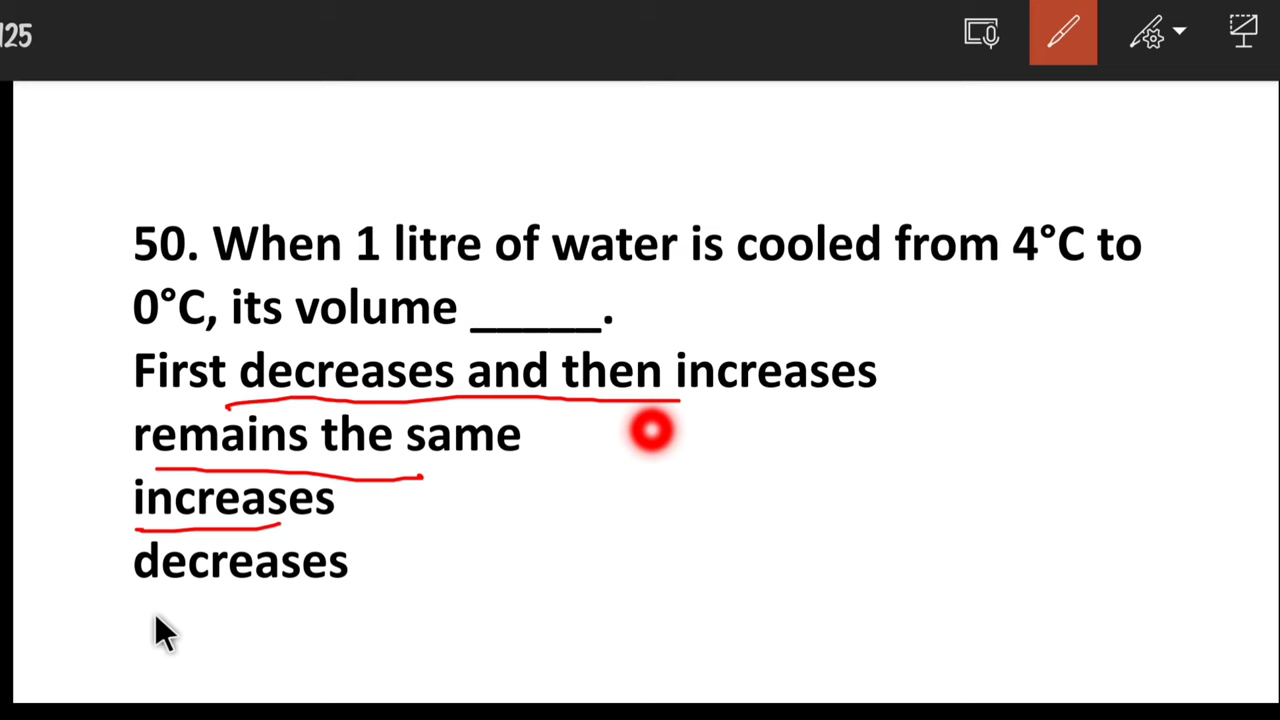 125
50. When 1 litre of water is cooled from 4°C to
0°C, its volume _____.
First decreases and then increases
remains the same
increases
decreases